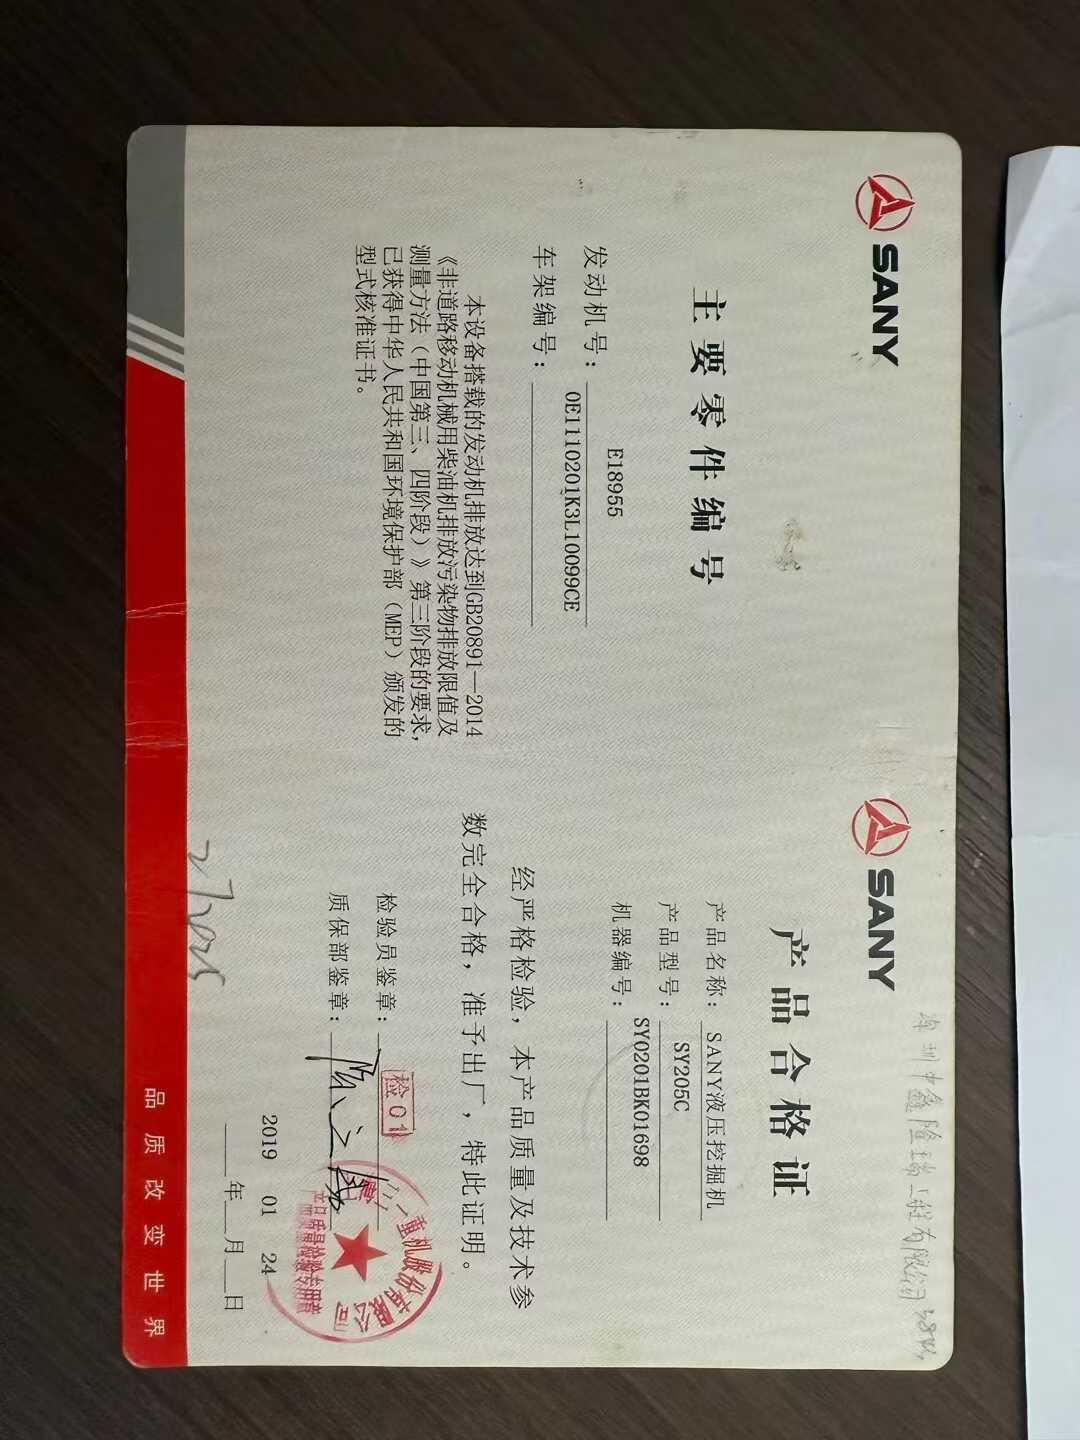 SANY
主要零件编号
发动机号：
E18955
车架编号：
0E1110201K3L10099CE
本设备搭载的发动机排放达到GB20891—2014
《非道路移动机械用柴油机排放污染物排放限值及
测量方法（中国第三、四阶段）》第三阶段的要求，
已获得中华人民共和国环境保护部（MEP）颁发的
型式核准证书。
SANY
产品合格证
产品名称：SANY液压挖掘机
产品型号：SY205C
机器编号：SY0201BK01698
经严格检验，本产品质量及技术参
数完全合格，准予出厂，特此证明。
检验员鉴章：检01
质保部鉴章：
重机股份有限公司
2019 01 24
年 月 日
品质改变世界